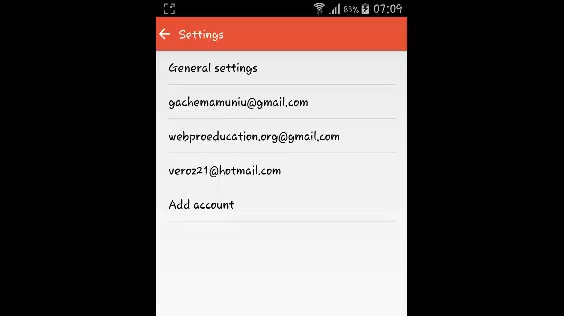 83% 07:09
Settings
General settings
gachemamuniu@gmail.com
webproeducation.org@gmail.com
veroz21@hotmail.com
Add account